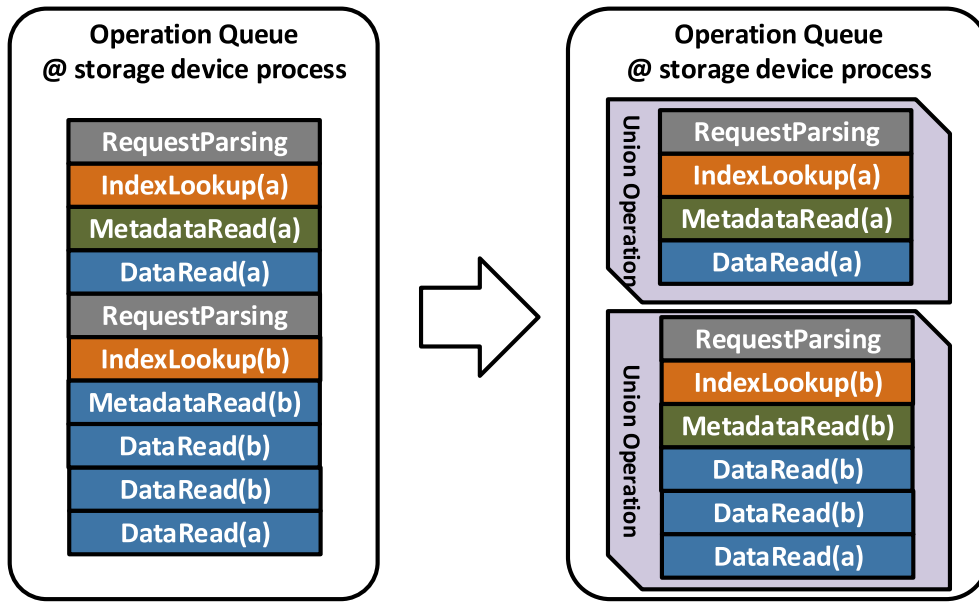 Operation Queue
@ storage device process
RequestParsing
IndexLookup(a)
MetadataRead(a)
DataRead(a)
RequestParsing
IndexLookup(b)
MetadataRead(b)
DataRead(b)
DataRead(b)
DataRead(a)
Operation Queue
@ storage device process
Union Operation
RequestParsing
IndexLookup(a)
MetadataRead(a)
DataRead(a)
Union Operation
RequestParsing
IndexLookup(b)
MetadataRead(b)
DataRead(b)
DataRead(b)
DataRead(a)